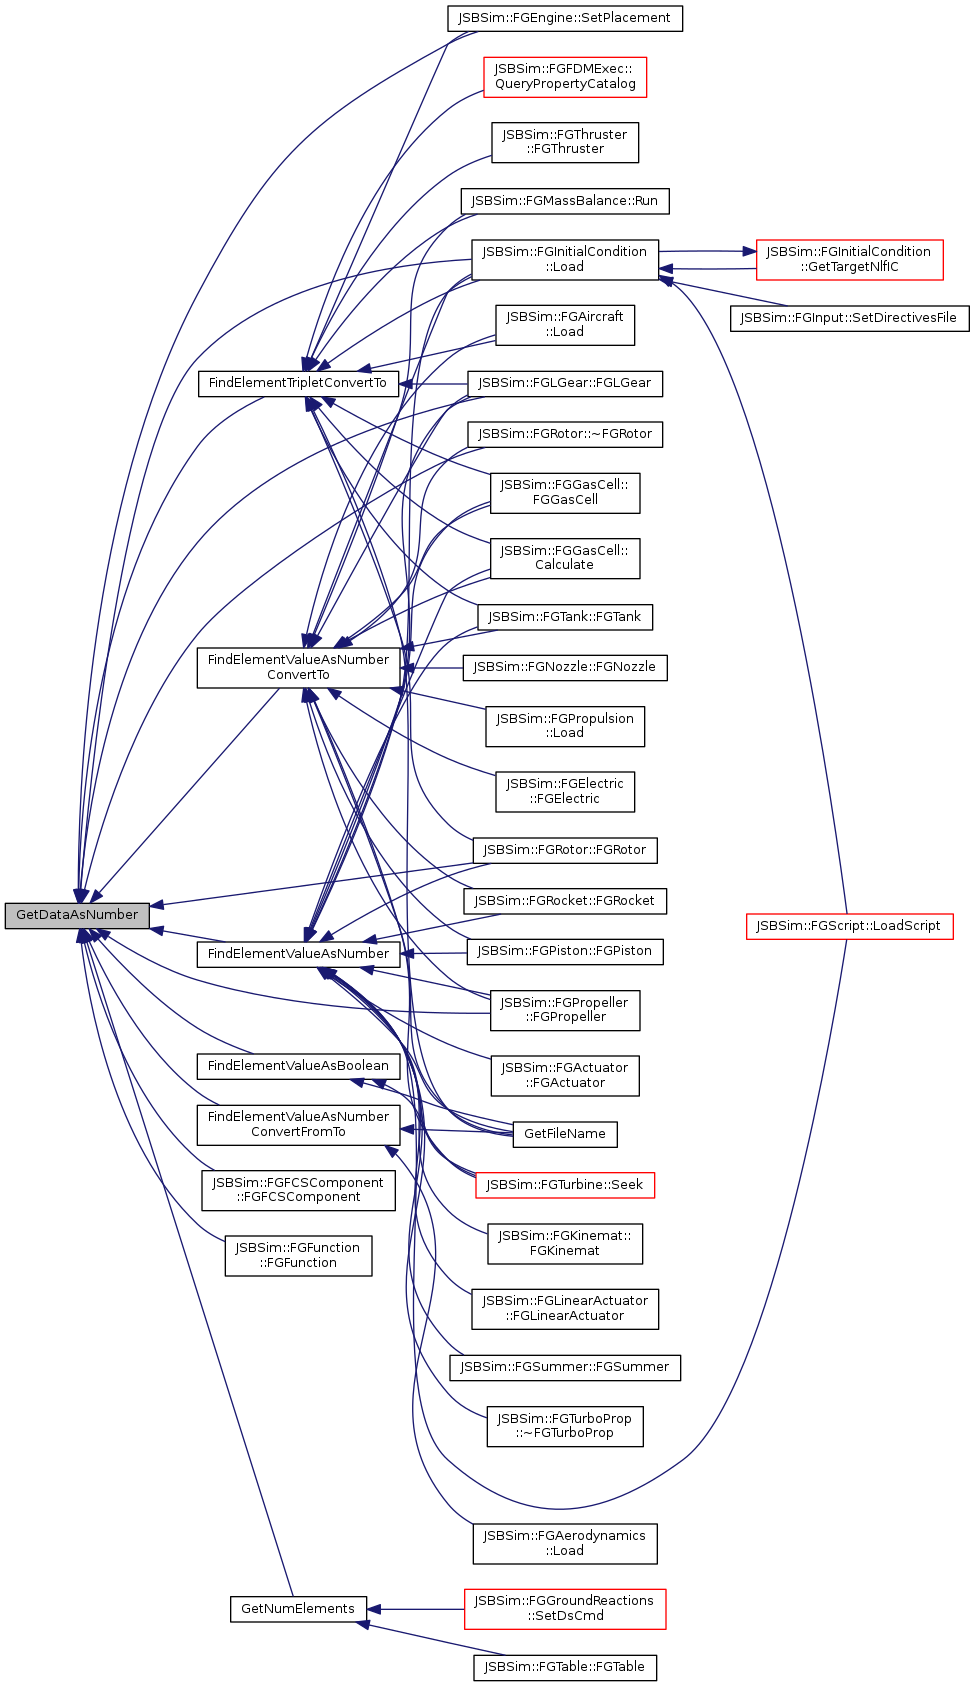 JSBSim::FGEngine::SetPlacement
JSBSim::FGFDMExec::
QueryPropertyCatalog
JSBSim::FGThruster
::FGThruster
JSBSim::FGMassBalance::Run
JSBSim::FGInitialCondition
::Load
JSBSim::FGInitialCondition
::GetTargetNlfIC
JSBSim::FGInput::SetDirectivesFile
JSBSim::FGAircraft
::Load
FindElementTripletConvertTo
JSBSim::FGLGear::FGLGear
JSBSim::FGRotor::~FGRotor
JSBSim::FGGasCell::
FGGasCell
JSBSim::FGGasCell::
Calculate
JSBSim::FGTank::FGTank
FindElementValueAsNumber
ConvertTo
JSBSim::FGNozzle::FGNozzle
JSBSim::FGPropulsion
::Load
JSBSim::FGElectric
::FGElectric
JSBSim::FGRotor::FGRotor
JSBSim::FGRocket::FGRocket
GetDataAsNumber
JSBSim::FGScript::LoadScript
FindElementValueAsNumber
JSBSim::FGPiston::FGPiston
JSBSim::FGPropeller
::FGPropeller
FindElementValueAsBoolean
JSBSim::FGActuator
::FGActuator
FindElementValueAsNumber
ConvertFromTo
GetFileName
JSBSim::FGFCSComponent
::FGFCSComponent
JSBSim::FGTurbine::Seek
JSBSim::FGFunction
::FGFunction
JSBSim::FGKinemat::
FGKinemat
JSBSim::FGLinearActuator
::FGLinearActuator
JSBSim::FGSummer::FGSummer
JSBSim::FGTurboProp
::~FGTurboProp
JSBSim::FGAerodynamics
::Load
GetNumElements
JSBSim::FGGroundReactions
::SetDsCmd
JSBSim::FGTable::FGTable